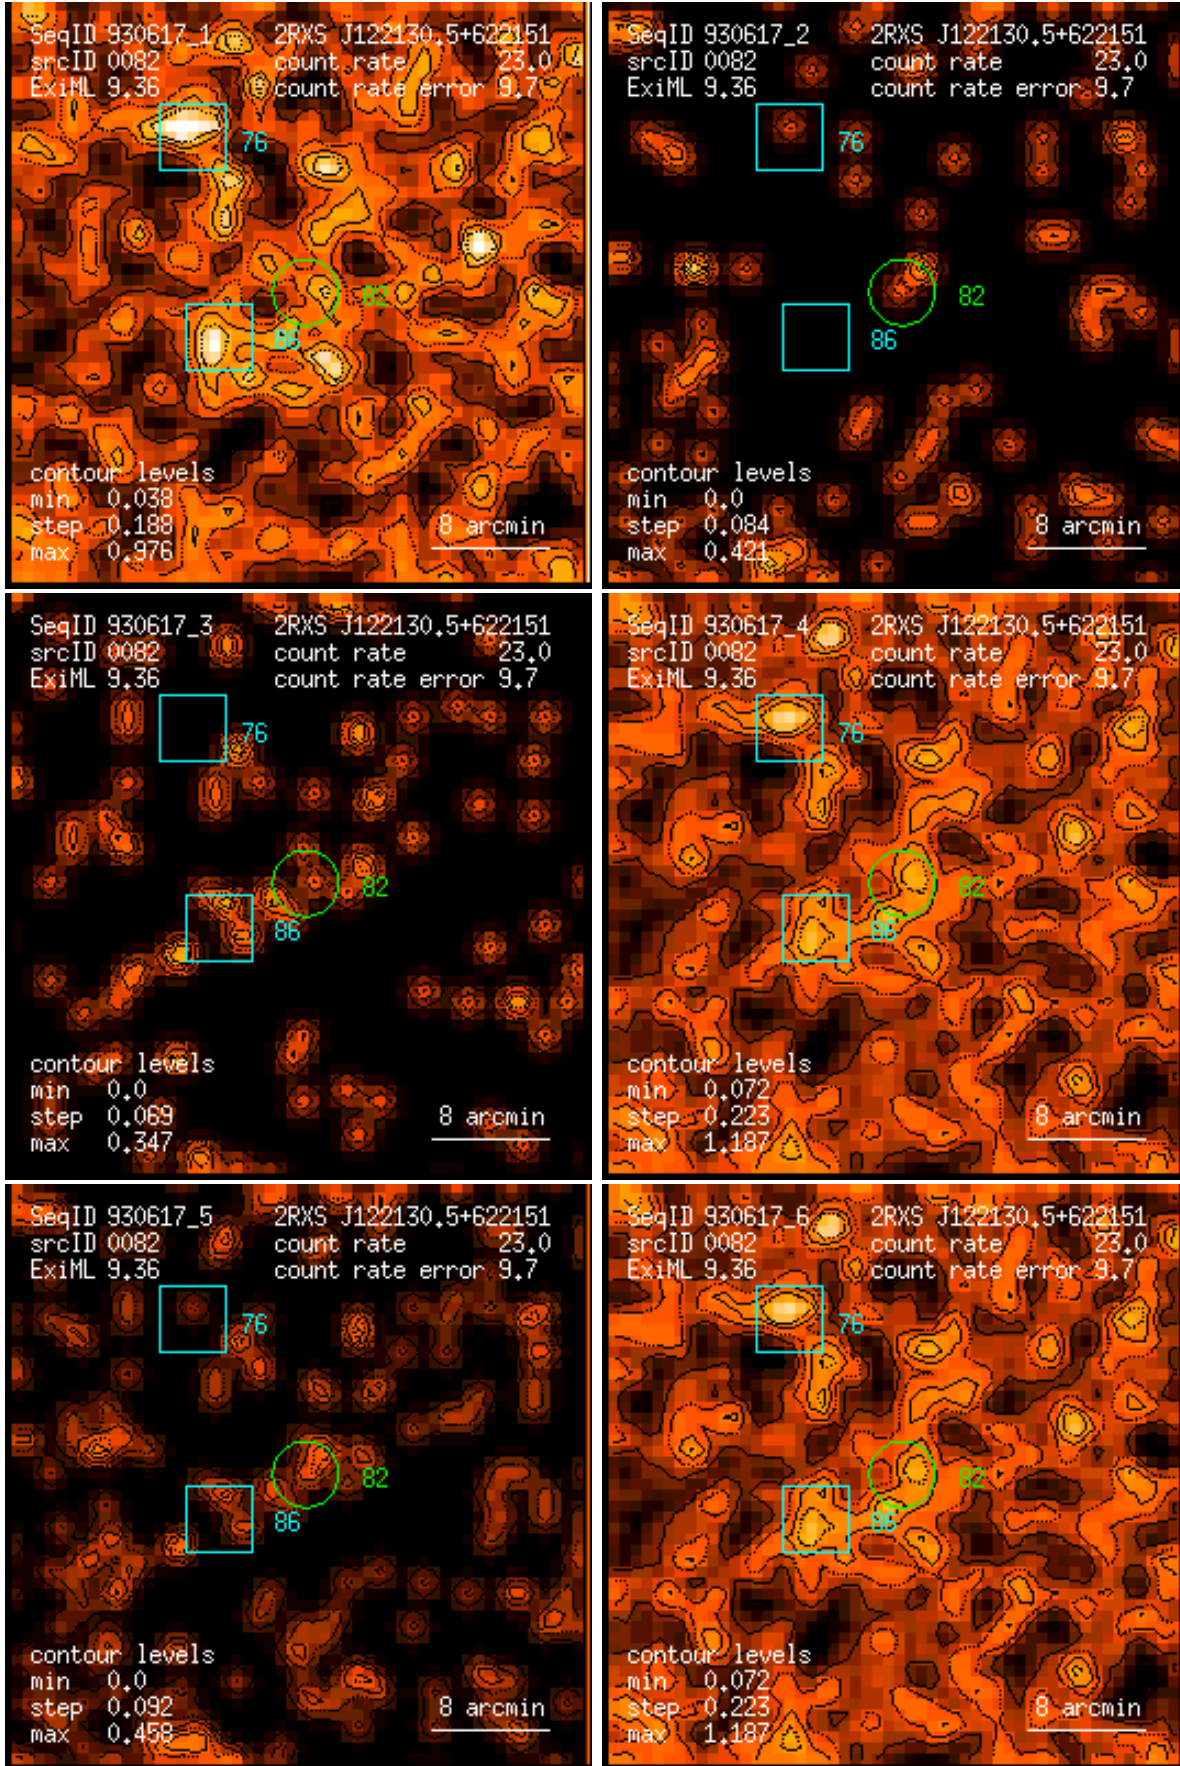 SeqID 930617_1 2RXS J122130.5+622151
srcID 0082 count rate 23.0
ExiML 9.36 count rate error 9.7
76
82
86
contour levels
min 0.038
step 0.188
max 0.976
8 arcmin
SeqID 930617_2 2RXS J122130.5+622151
srcID 0082 count rate 23.0
ExiML 9.36 count rate error 9.7
76
82
86
contour levels
min 0.0
step 0.084
max 0.421
8 arcmin
SeqID 930617_3 2RXS J122130.5+622151
srcID 0082 count rate 23.0
ExiML 9.36 count rate error 9.7
76
82
86
contour levels
min 0.0
step 0.069
max 0.347
8 arcmin
SeqID 930617_4 2RXS J122130.5+622151
srcID 0082 count rate 23.0
ExiML 9.36 count rate error 9.7
76
82
86
contour levels
min 0.072
step 0.223
max 1.187
8 arcmin
SeqID 930617_5 2RXS J122130.5+622151
srcID 0082 count rate 23.0
ExiML 9.36 count rate error 9.7
76
82
86
contour levels
min 0.0
step 0.092
max 0.458
8 arcmin
SeqID 930617_6 2RXS J122130.5+622151
srcID 0082 count rate 23.0
ExiML 9.36 count rate error 9.7
76
82
86
contour levels
min 0.072
step 0.223
max 1.187
8 arcmin